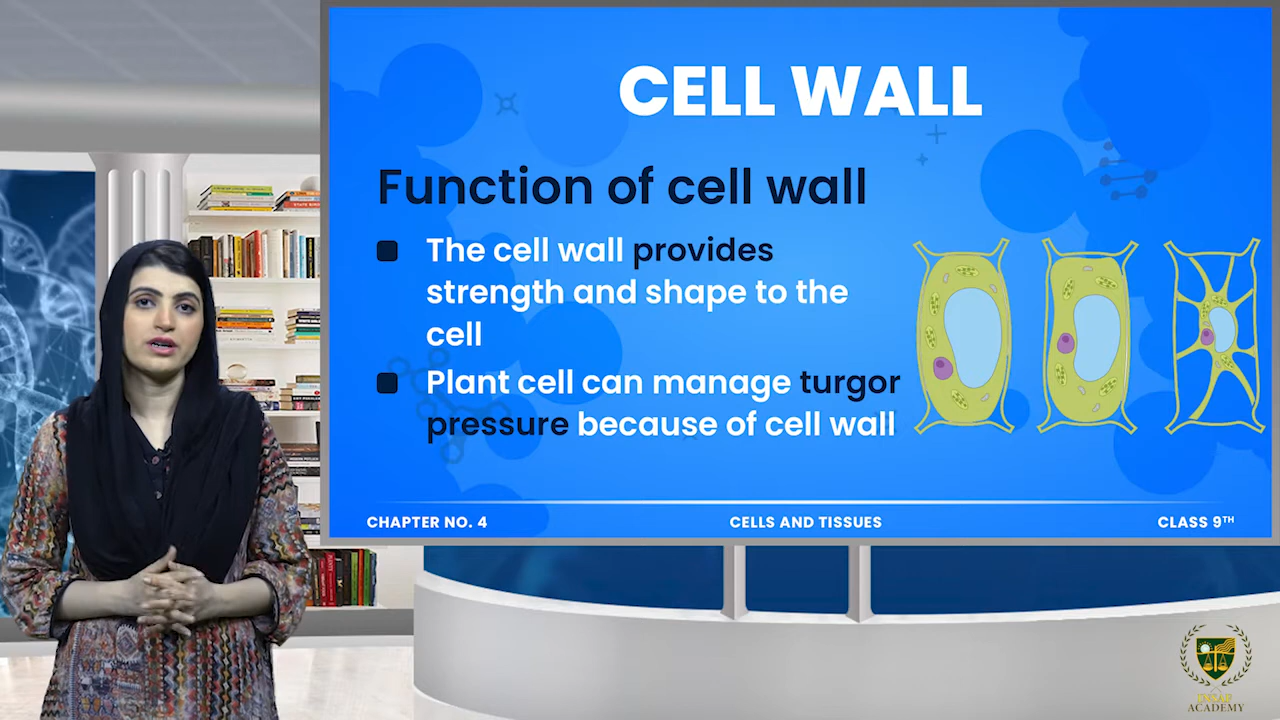 CELL WALL
Function of cell wall
The cell wall provides
strength and shape to the
cell
Plant cell can manage turgor
pressure because of cell wall
CHAPTER NO. 4
CELLS AND TISSUES
CLASS 9TH
ACADEMY